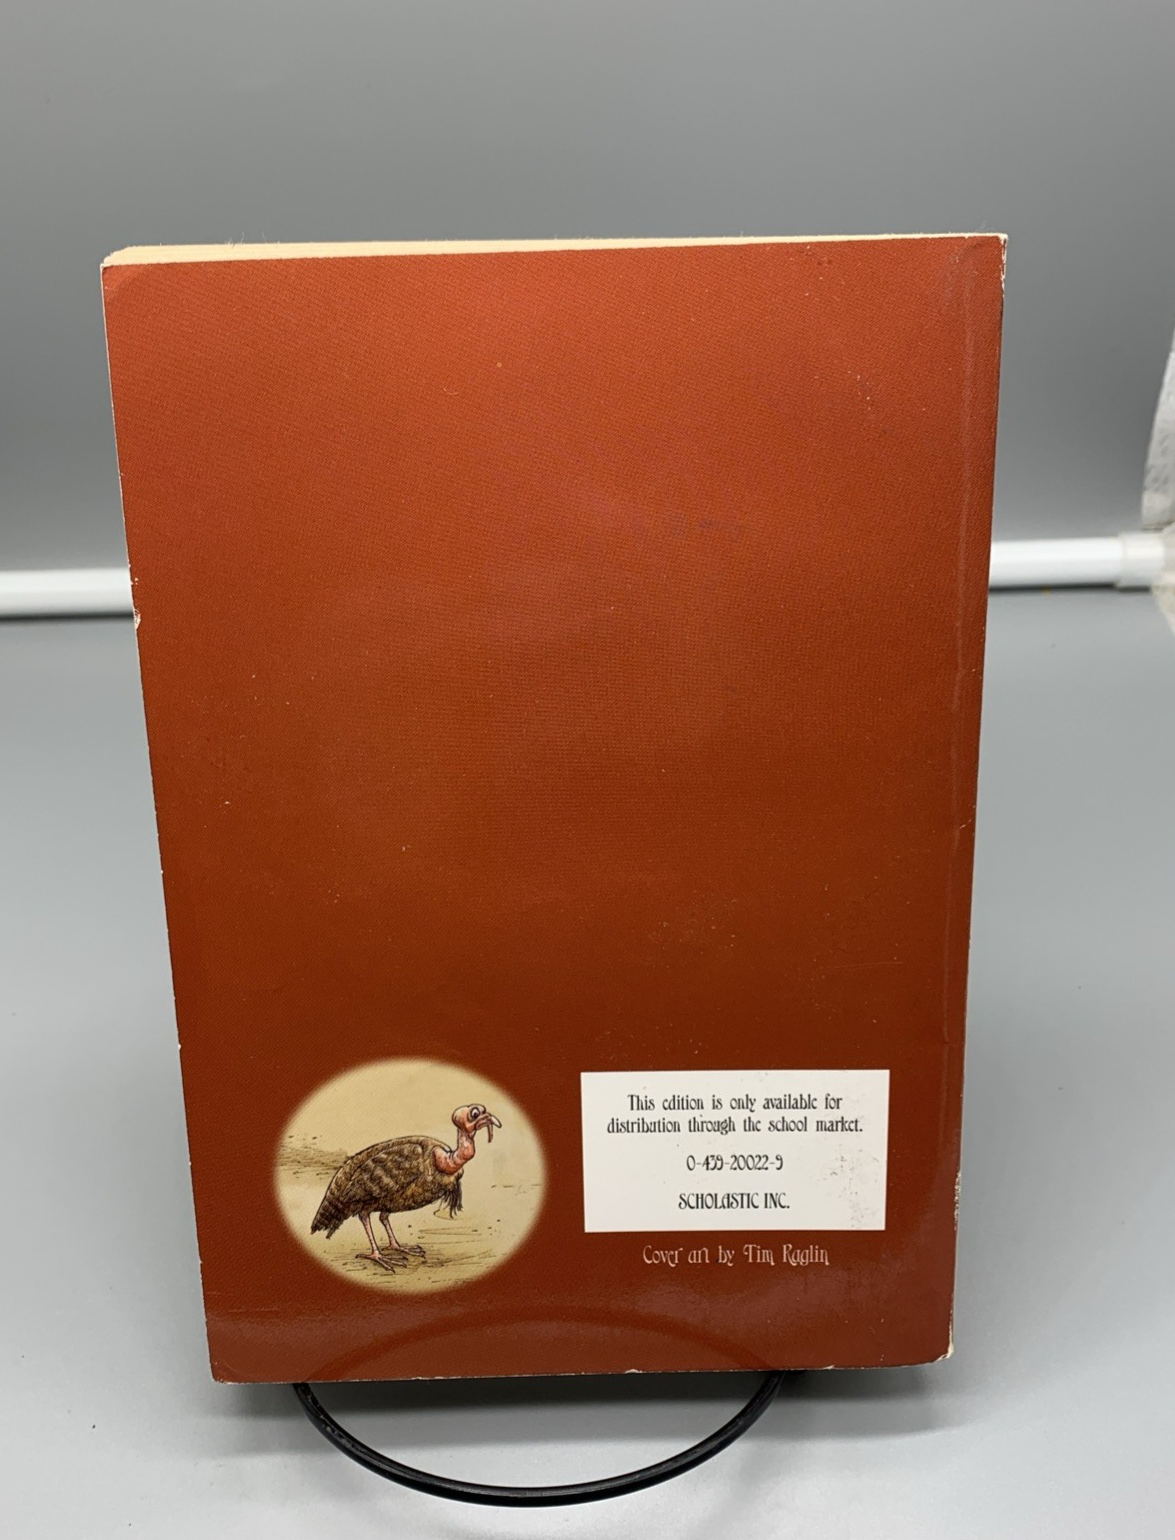 This edition is only available for
distribution through the school market.
0-439-20022-9
SCHOLASTIC INC.
Cover art by Tim Raglin